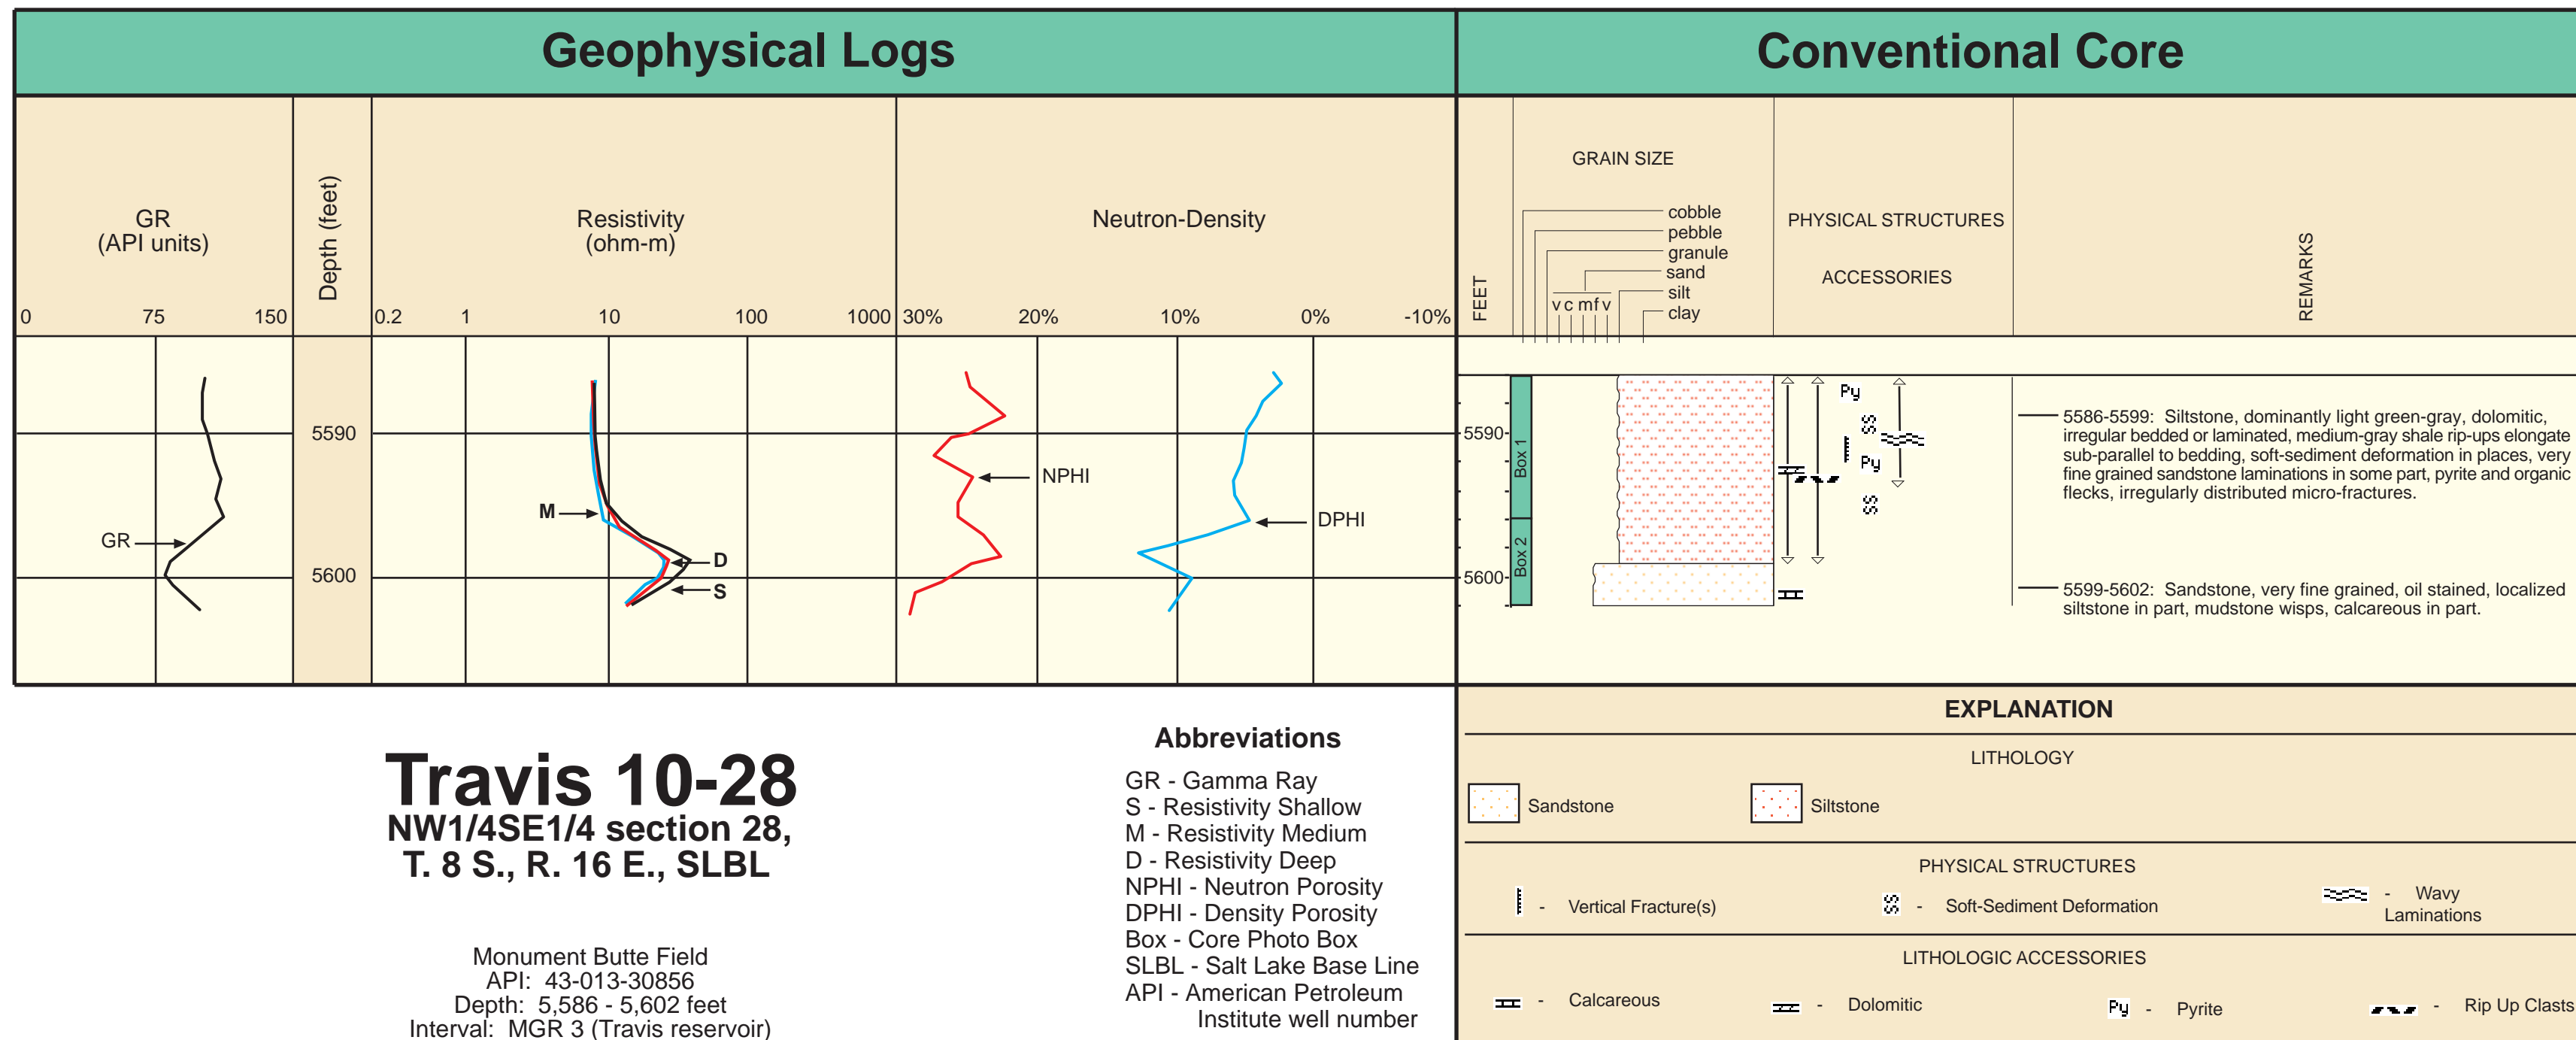 Geophysical Logs
Conventional Core
GR
(API units)
0 75 150
Depth (feet)
Resistivity
(ohm-m)
0.2 1 10 100 1000
Neutron-Density
30% 20% 10% 0% -10%
FEET
GRAIN SIZE
cobble
pebble
granule
sand
silt
clay
v c m f v
PHYSICAL STRUCTURES
ACCESSORIES
REMARKS
5590
5600
GR
M
D
S
NPHI
DPHI
5590
5600
Box 1
Box 2
Py
Py
5586-5599: Siltstone, dominantly light green-gray, dolomitic,
irregular bedded or laminated, medium-gray shale rip-ups elongate
sub-parallel to bedding, soft-sediment deformation in places, very
fine grained sandstone laminations in some part, pyrite and organic
flecks, irregularly distributed micro-fractures.
5599-5602: Sandstone, very fine grained, oil stained, localized
siltstone in part, mudstone wisps, calcareous in part.
Travis 10-28
NW1/4SE1/4 section 28,
T. 8 S., R. 16 E., SLBL
Monument Butte Field
API: 43-013-30856
Depth: 5,586 - 5,602 feet
Interval: MGR 3 (Travis reservoir)
Abbreviations
GR - Gamma Ray
S - Resistivity Shallow
M - Resistivity Medium
D - Resistivity Deep
NPHI - Neutron Porosity
DPHI - Density Porosity
Box - Core Photo Box
SLBL - Salt Lake Base Line
API - American Petroleum
Institute well number
EXPLANATION
LITHOLOGY
Sandstone
Siltstone
PHYSICAL STRUCTURES
- Vertical Fracture(s)
- Soft-Sediment Deformation
- Wavy
Laminations
LITHOLOGIC ACCESSORIES
- Calcareous
- Dolomitic
Py - Pyrite
- Rip Up Clasts